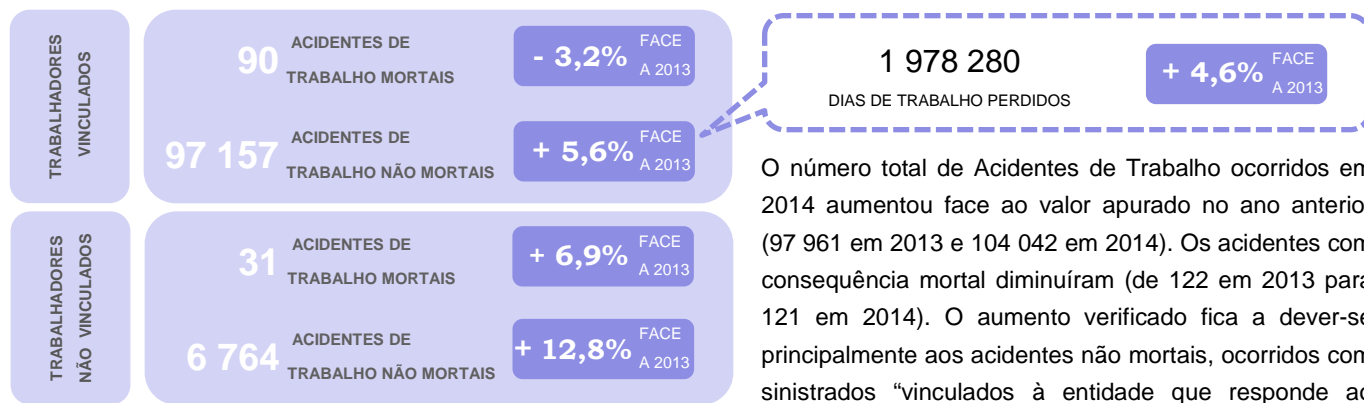 TRABALHADORES
VINCULADOS
90
ACIDENTES DE
TRABALHO MORTAIS
- 3,2%
FACE
A 2013
97 157
ACIDENTES DE
TRABALHO NÃO MORTAIS
+ 5,6%
FACE
A 2013
TRABALHADORES
NÃO VINCULADOS
31
ACIDENTES DE
TRABALHO MORTAIS
+ 6,9%
FACE
A 2013
6 764
ACIDENTES DE
TRABALHO NÃO MORTAIS
+ 12,8%
FACE
A 2013
1 978 280
DIAS DE TRABALHO PERDIDOS
+ 4,6%
FACE
A 2013
O número total de Acidentes de Trabalho ocorridos em
2014 aumentou face ao valor apurado no ano anterior
(97 961 em 2013 e 104 042 em 2014). Os acidentes com
consequência mortal diminuíram (de 122 em 2013 para
121 em 2014). O aumento verificado fica a dever-se
principalmente aos acidentes não mortais, ocorridos com
sinistrados “vinculados à entidade que responde ao